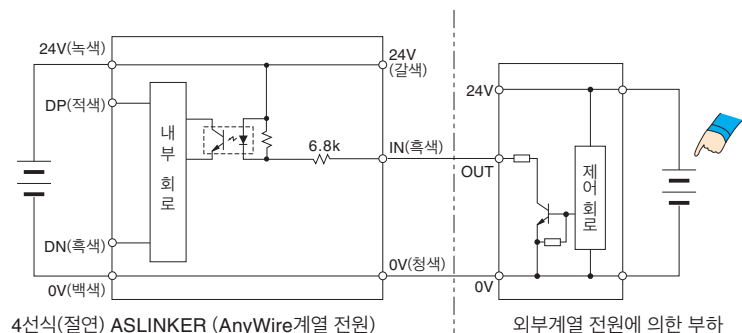 24V(녹색)
24V
(갈색)
DP(적색)
내부 회로
6.8k
IN(흑색)
DN(흑색)
0V(백색)
0V(청색)
24V
OUT
제어 회로
0V
4선식(절연) ASLINKER (AnyWire계열 전원)
외부계열 전원에 의한 부하